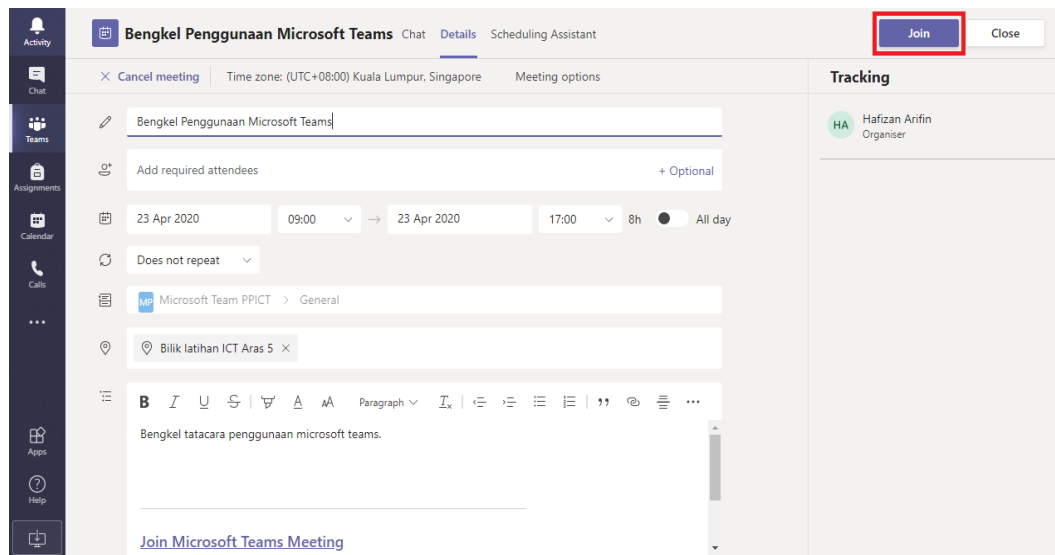 Activity
Chat
Teams
Assignments
Calendar
Calls
Apps
Help
Bengkel Penggunaan Microsoft Teams Chat Details Scheduling Assistant
Join Close
Cancel meeting Time zone: (UTC+08:00) Kuala Lumpur, Singapore Meeting options
Bengkel Penggunaan Microsoft Teams
Add required attendees + Optional
23 Apr 2020 09:00 → 23 Apr 2020 17:00 8h All day
Does not repeat
MP Microsoft Team PPICT > General
Bilik latihan ICT Aras 5 ×
B I U S A AA Paragraph Tx
Bengkel tatacara penggunaan microsoft teams.
Join Microsoft Teams Meeting
Tracking
HA Hafizan Arifin
Organiser